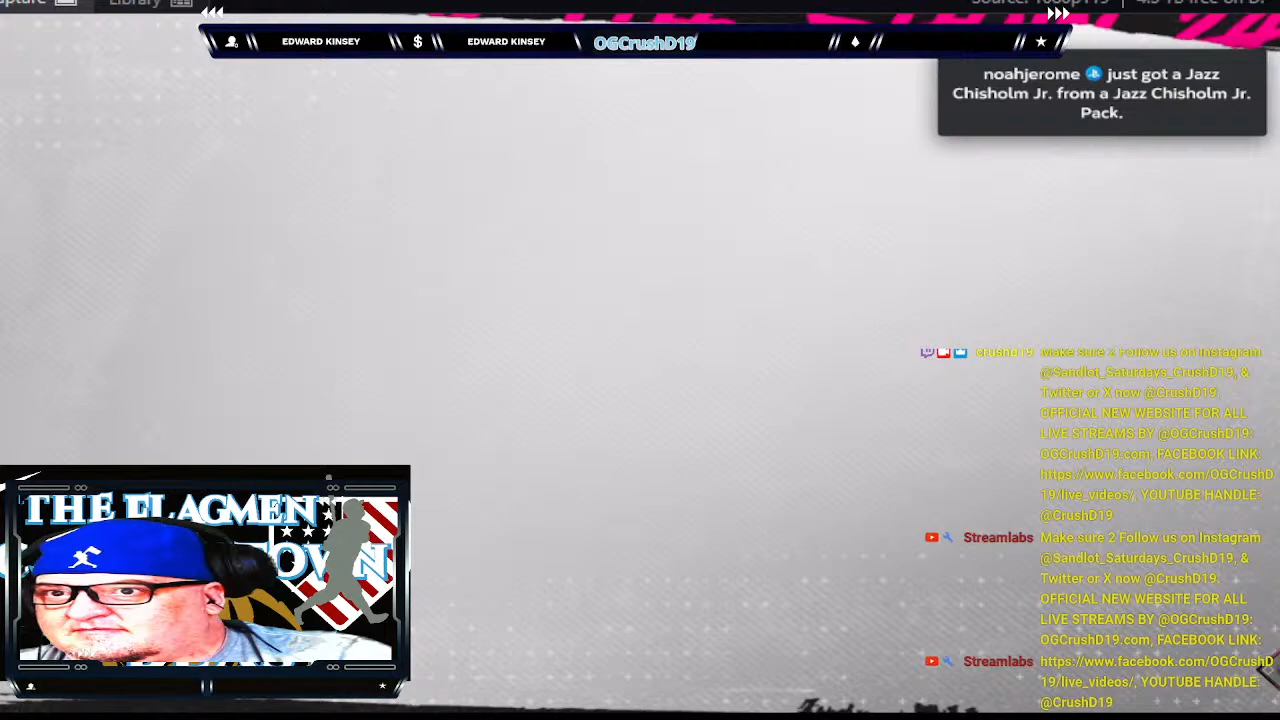 Library
EDWARD KINSEY
$
EDWARD KINSEY
OGCrushD19
noahjerome just got a Jazz
Chisholm Jr. from a Jazz Chisholm Jr.
Pack.
crushd19 Make sure 2 Follow us on Instagram
@Sandlot_Saturdays_CrushD19, &
Twitter or X now @CrushD19.
OFFICIAL NEW WEBSITE FOR ALL
LIVE STREAMS BY @OGCrushD19:
OGCrushD19.com, FACEBOOK LINK:
https://www.facebook.com/OGCrushD
19/live_videos/, YOUTUBE HANDLE:
@CrushD19
Streamlabs Make sure 2 Follow us on Instagram
@Sandlot_Saturdays_CrushD19, &
Twitter or X now @CrushD19.
OFFICIAL NEW WEBSITE FOR ALL
LIVE STREAMS BY @OGCrushD19:
OGCrushD19.com, FACEBOOK LINK:
Streamlabs https://www.facebook.com/OGCrushD
19/live_videos/, YOUTUBE HANDLE:
@CrushD19
THE FLAGMEN